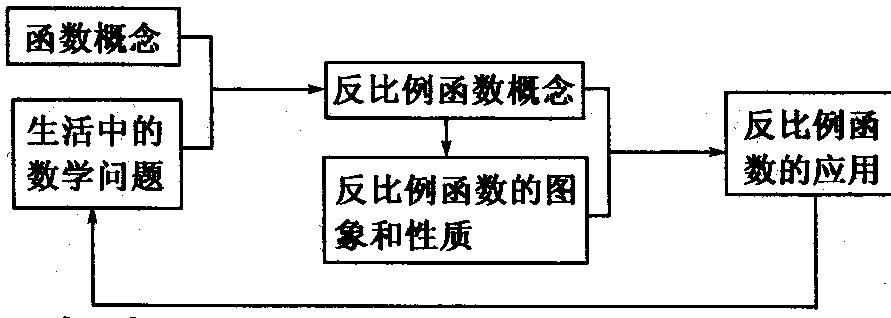 函数概念
生活中的
数学问题
反比例函数概念
反比例函数的图
象和性质
反比例函
数的应用